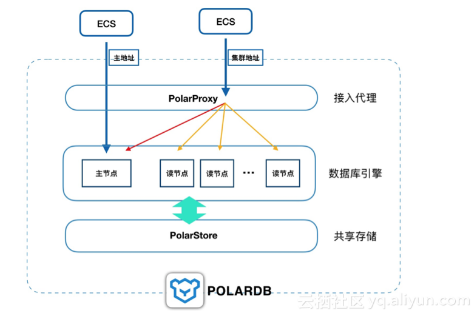 ECS
ECS
主地址
集群地址
PolarProxy
接入代理
主节点
读节点
读节点
•••
读节点
数据库引擎
PolarStore
共享存储
POLARDB
云栖社区 yq.aliyun.com